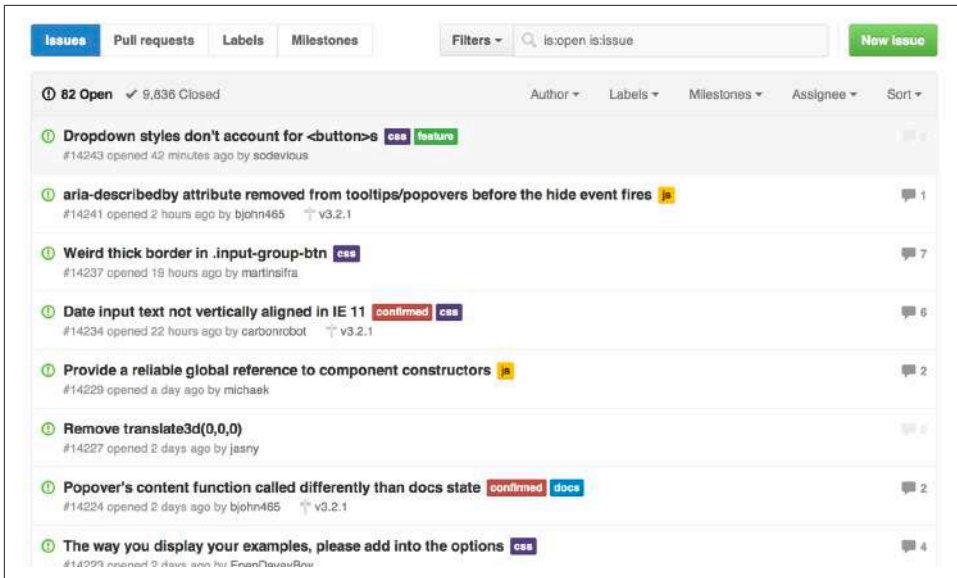 Issues Pull requests Labels Milestones Filters is:open is:issue New issue
82 Open 9,836 Closed Author Labels Milestones Assignee Sort
Dropdown styles don't account for <button>s css feature
#14243 opened 42 minutes ago by sodevious
aria-describedby attribute removed from tooltips/popovers before the hide event fires js 1
#14241 opened 2 hours ago by bjohn465 v3.2.1
Weird thick border in .input-group-btn css 7
#14237 opened 19 hours ago by martinsifra
Date input text not vertically aligned in IE 11 confirmed css 6
#14234 opened 22 hours ago by carbonrobot v3.2.1
Provide a reliable global reference to component constructors js 2
#14229 opened a day ago by michaek
Remove translate3d(0,0,0) 0
#14227 opened 2 days ago by jasny
Popover's content function called differently than docs state confirmed docs 2
#14224 opened 2 days ago by bjohn465 v3.2.1
The way you display your examples, please add into the options css 4
#14223 opened 2 days ago by